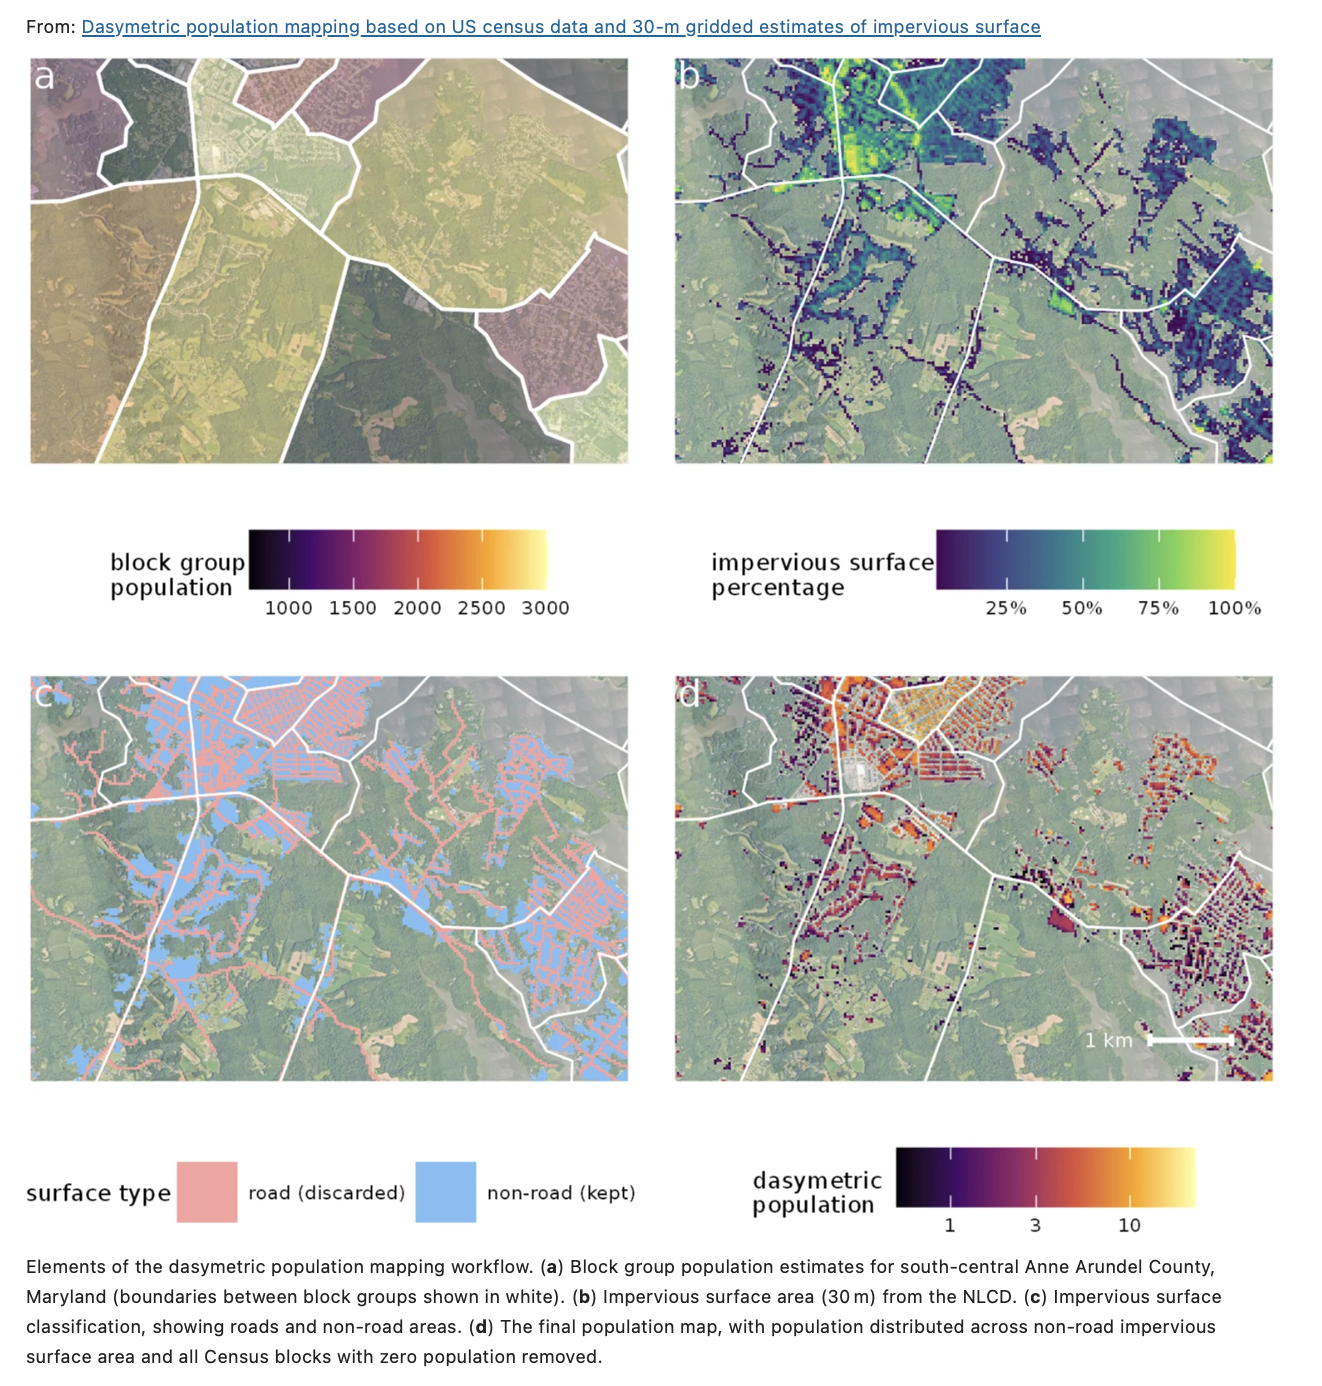 From: Dasymetric population mapping based on US census data and 30-m gridded estimates of impervious surface
a
b
block group
population
1000 1500 2000 2500 3000
impervious surface
percentage
25% 50% 75% 100%
c
d
1 km
surface type road (discarded) non-road (kept)
dasymetric
population
1 3 10
Elements of the dasymetric population mapping workflow. (a) Block group population estimates for south-central Anne Arundel County,
Maryland (boundaries between block groups shown in white). (b) Impervious surface area (30 m) from the NLCD. (c) Impervious surface
classification, showing roads and non-road areas. (d) The final population map, with population distributed across non-road impervious
surface area and all Census blocks with zero population removed.